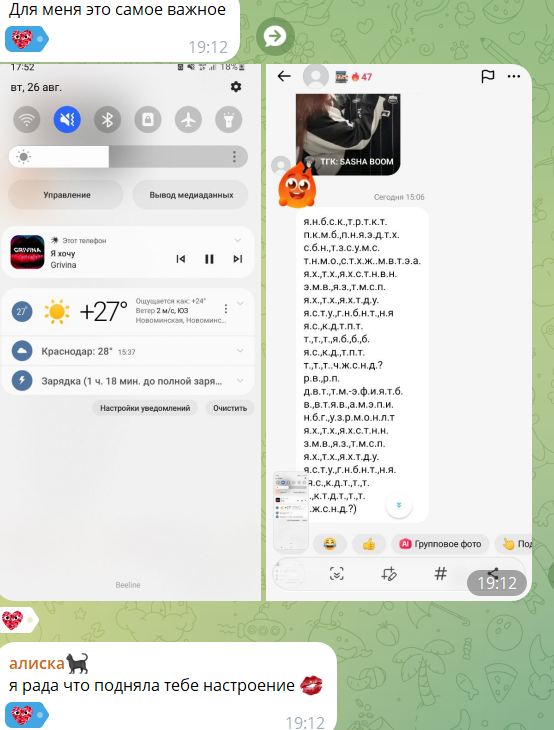 Для меня это самое важное
19:12
17:52
18%
вт, 26 авг.
Управление
Вывод медиаданных
GRIVINA
Этот телефон
Я хочу
Grivina
27°
+27°
Ощущается как: +24°
Ветер 2 м/с, ЮЗ
Новоминская, Новоминс...
Краснодар: 28° 15:37
Зарядка (1 ч. 18 мин. до полной заря...
Настройки уведомлений
Очистить
Beeline
47
ТГК: SASHA BOOM
Сегодня 15:06
я.н.б.с.к.,т.р.т.к.т.
п.к.м.б.,п.н.я.э.д.т.х.
с.б.н.,т.з.с.у.м.с.
т.н.м.о.,с.т.х.ж.м.в.т.э.а.
я.х.,т.х.,я.х.с.т.н.в.н.
э.м.в.,я.з.,т.м.с.п.
я.х.,т.х.,я.х.т.д.у.
я.с.т.у.,г.н.б.н.т.,н.я
я.с.,к.д.т.п.т.
т.,т.,т.,я.б.,б.,б.
я.с.,к.д.,т.п.т.
т.,т.,т..ч.ж.с.н.д.?
р.в.,р.п.
д.в.т.,т.м.-э.ф.и.я.т.б.
в.,в.т.я.в.,а.м.э.п.и.
н.б.г.,у.з.р.м.о.н.л.т
я.х.,т.х.,я.х.с.т.н.н.
з.м.в.,я.з.,т.м.с.п.
я.х.,т.х.,я.х.т.д.у.
я.с.т.у.,г.н.б.н.т.,н.я.
я.с.,к.д.т.,т.,т.
.,к.т.д.т.,т.,т.
.ж.с.н.д.?)
AI Групповое фото
Под
19:12
алиска
я рада что подняла тебе настроение
19:12